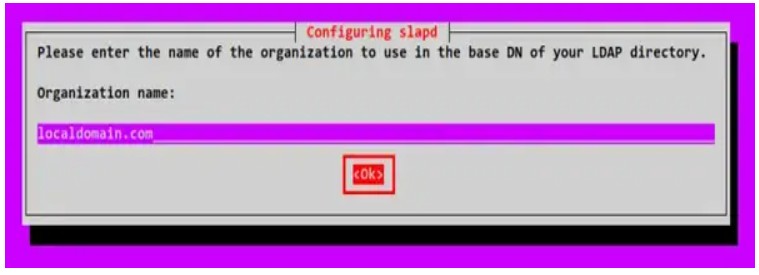 Configuring slapd
Please enter the name of the organization to use in the base DN of your LDAP directory.
Organization name:
localdomain.com
<Ok>